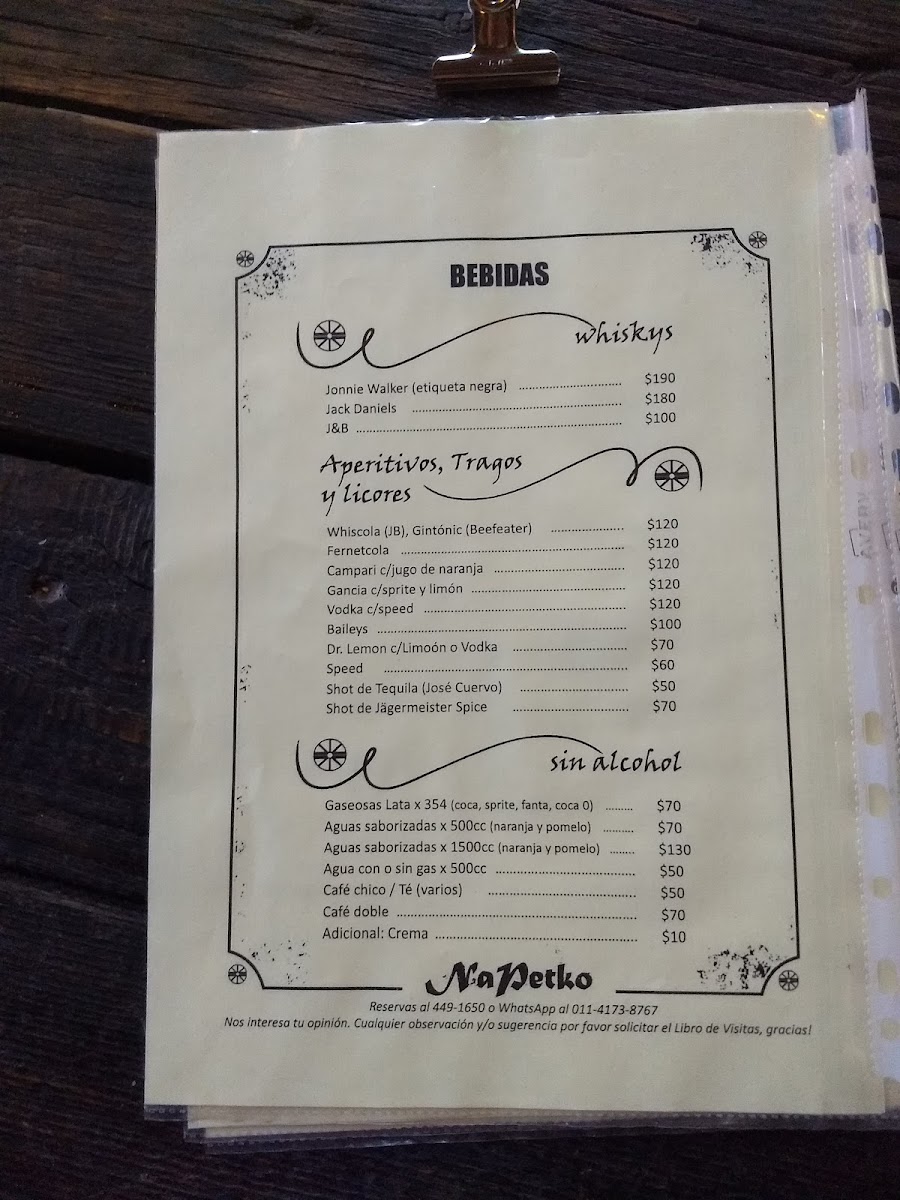 BEBIDAS
whiskys
Jonnie Walker (etiqueta negra) ........ $190
Jack Daniels ........ $180
J&B ........ $100
Aperitivos, Tragos
y licores
Whiscola (JB), Gintónic (Beefeater) ........ $120
Fernetcola ........ $120
Campari c/jugo de naranja ........ $120
Gancia c/sprite y limón ........ $120
Vodka c/speed ........ $120
Baileys ........ $100
Dr. Lemon c/Limoón o Vodka ........ $70
Speed ........ $60
Shot de Tequila (José Cuervo) ........ $50
Shot de Jägermeister Spice ........ $70
sin alcohol
Gaseosas Lata x 354 (coca, sprite, fanta, coca 0) ........ $70
Aguas saborizadas x 500cc (naranja y pomelo) ........ $70
Aguas saborizadas x 1500cc (naranja y pomelo) ........ $130
Agua con o sin gas x 500cc ........ $50
Café chico / Té (varios) ........ $50
Café doble ........ $70
Adicional: Crema ........ $10
NaPetko
Reservas al 449-1650 o WhatsApp al 011-4173-8767
Nos interesa tu opinión. Cualquier observación y/o sugerencia por favor solicitar el Libro de Visitas, gracias!